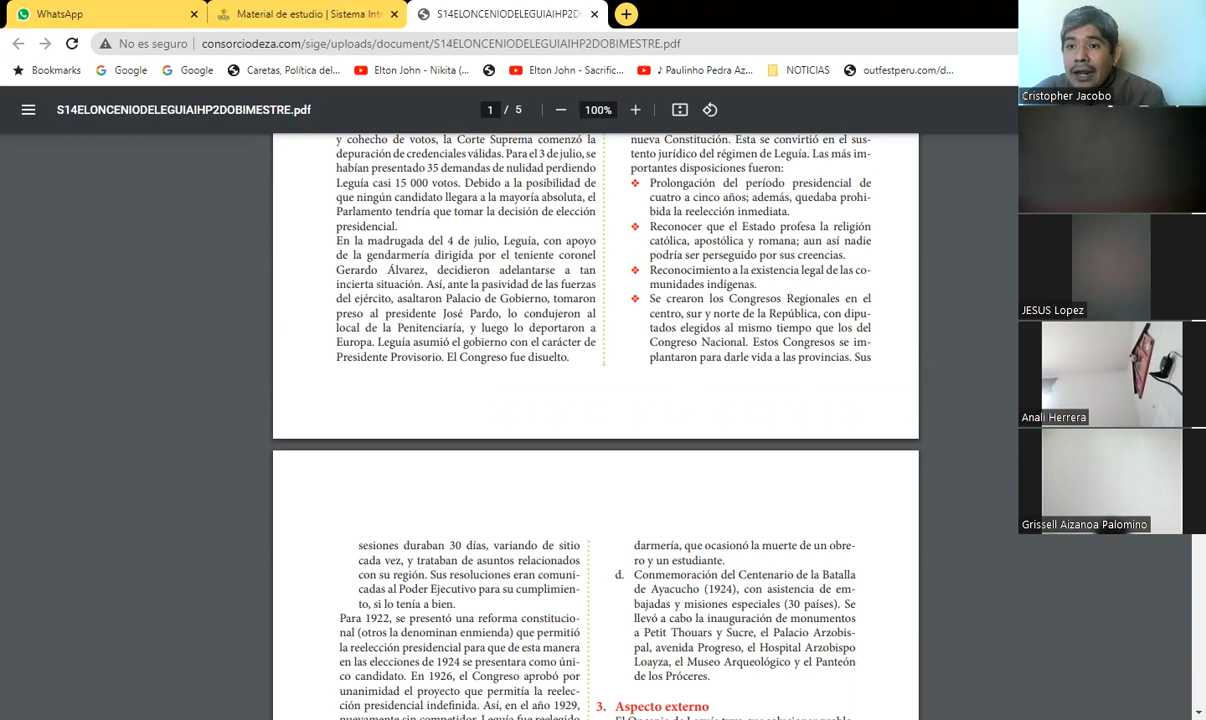 WhatsApp
Material de estudio | Sistema Int
S14ELONCENIODELEGUIAIHP2D
No es seguro
consorciodeza.com/sige/uploads/document/S14ELONCENIODELEGUIAIHP2DOBIMESTRE.pdf
Bookmarks
Google
Google
Caretas, Política del...
Elton John - Nikita (...
Elton John - Sacrific...
♪ Paulinho Pedra Az...
NOTICIAS
outfestperu.com/d...
S14ELONCENIODELEGUIAIHP2DOBIMESTRE.pdf
1 / 5
100%
y cohecho de votos, la Corte Suprema comenzó la
depuración de credenciales válidas. Para el 3 de julio, se
habían presentado 35 demandas de nulidad perdiendo
Leguía casi 15 000 votos. Debido a la posibilidad de
que ningún candidato llegara a la mayoría absoluta, el
Parlamento tendría que tomar la decisión de elección
presidencial.
En la madrugada del 4 de julio, Leguía, con apoyo
de la gendarmería dirigida por el teniente coronel
Gerardo Álvarez, decidieron adelantarse a tan
incierta situación. Así, ante la pasividad de las fuerzas
del ejército, asaltaron Palacio de Gobierno, tomaron
preso al presidente José Pardo, lo condujeron al
local de la Penitenciaría, y luego lo deportaron a
Europa. Leguía asumió el gobierno con el carácter de
Presidente Provisorio. El Congreso fue disuelto.
nueva Constitución. Esta se convirtió en el sus-
tento jurídico del régimen de Leguía. Las más im-
portantes disposiciones fueron:
❖ Prolongación del período presidencial de
cuatro a cinco años; además, quedaba prohi-
bida la reelección inmediata.
❖ Reconocer que el Estado profesa la religión
católica, apostólica y romana; aun así nadie
podría ser perseguido por sus creencias.
❖ Reconocimiento a la existencia legal de las co-
munidades indígenas.
❖ Se crearon los Congresos Regionales en el
centro, sur y norte de la República, con dipu-
tados elegidos al mismo tiempo que los del
Congreso Nacional. Estos Congresos se im-
plantaron para darle vida a las provincias. Sus
sesiones duraban 30 días, variando de sitio
cada vez, y trataban de asuntos relacionados
con su región. Sus resoluciones eran comuni-
cadas al Poder Ejecutivo para su cumplimien-
to, si lo tenía a bien.
Para 1922, se presentó una reforma constitucio-
nal (otros la denominan enmienda) que permitió
la reelección presidencial para que de esta manera
en las elecciones de 1924 se presentara como úni-
co candidato. En 1926, el Congreso aprobó por
unanimidad el proyecto que permitía la reelec-
ción presidencial indefinida. Así, en el año 1929,
nuevamente sin competidor, Leguía fue reelegido
darmería, que ocasionó la muerte de un obre-
ro y un estudiante.
d. Conmemoración del Centenario de la Batalla
de Ayacucho (1924), con asistencia de em-
bajadas y misiones especiales (30 países). Se
llevó a cabo la inauguración de monumentos
a Petit Thouars y Sucre, el Palacio Arzobis-
pal, avenida Progreso, el Hospital Arzobispo
Loayza, el Museo Arqueológico y el Panteón
de los Próceres.
3. Aspecto externo
El Oncenio de Leguía tuvo que solucionar proble-
Cristopher Jacobo
JESUS Lopez
Anali Herrera
Grissell Aizanoa Palomino